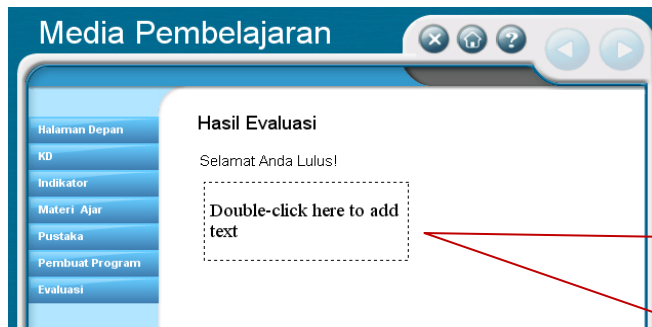 Media Pembelajaran
Halaman Depan
KD
Indikator
Materi Ajar
Pustaka
Pembuat Program
Evaluasi
Hasil Evaluasi
Selamat Anda Lulus!
Double-click here to add
text